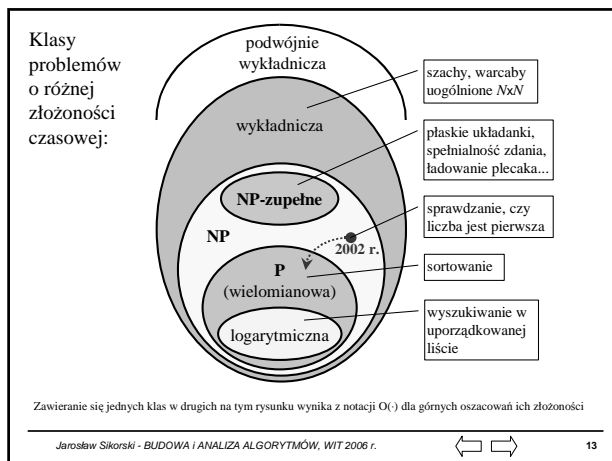 Klasy
problemów
o różnej
złożoności
czasowej:
podwójnie
wykładnicza
wykładnicza
NP-zupełne
NP
2002 r.
P
(wielomianowa)
logarytmiczna
szachy, warcaby
uogólnione NxN
płaskie układanki,
spełnialność zdania,
ładowanie plecaka...
sprawdzanie, czy
liczba jest pierwsza
sortowanie
wyszukiwanie w
uporządkowanej
liście
Zawieranie się jednych klas w drugich na tym rysunku wynika z notacji O(·) dla górnych oszacowań ich złożoności
Jarosław Sikorski - BUDOWA i ANALIZA ALGORYTMÓW, WIT 2006 r.
13